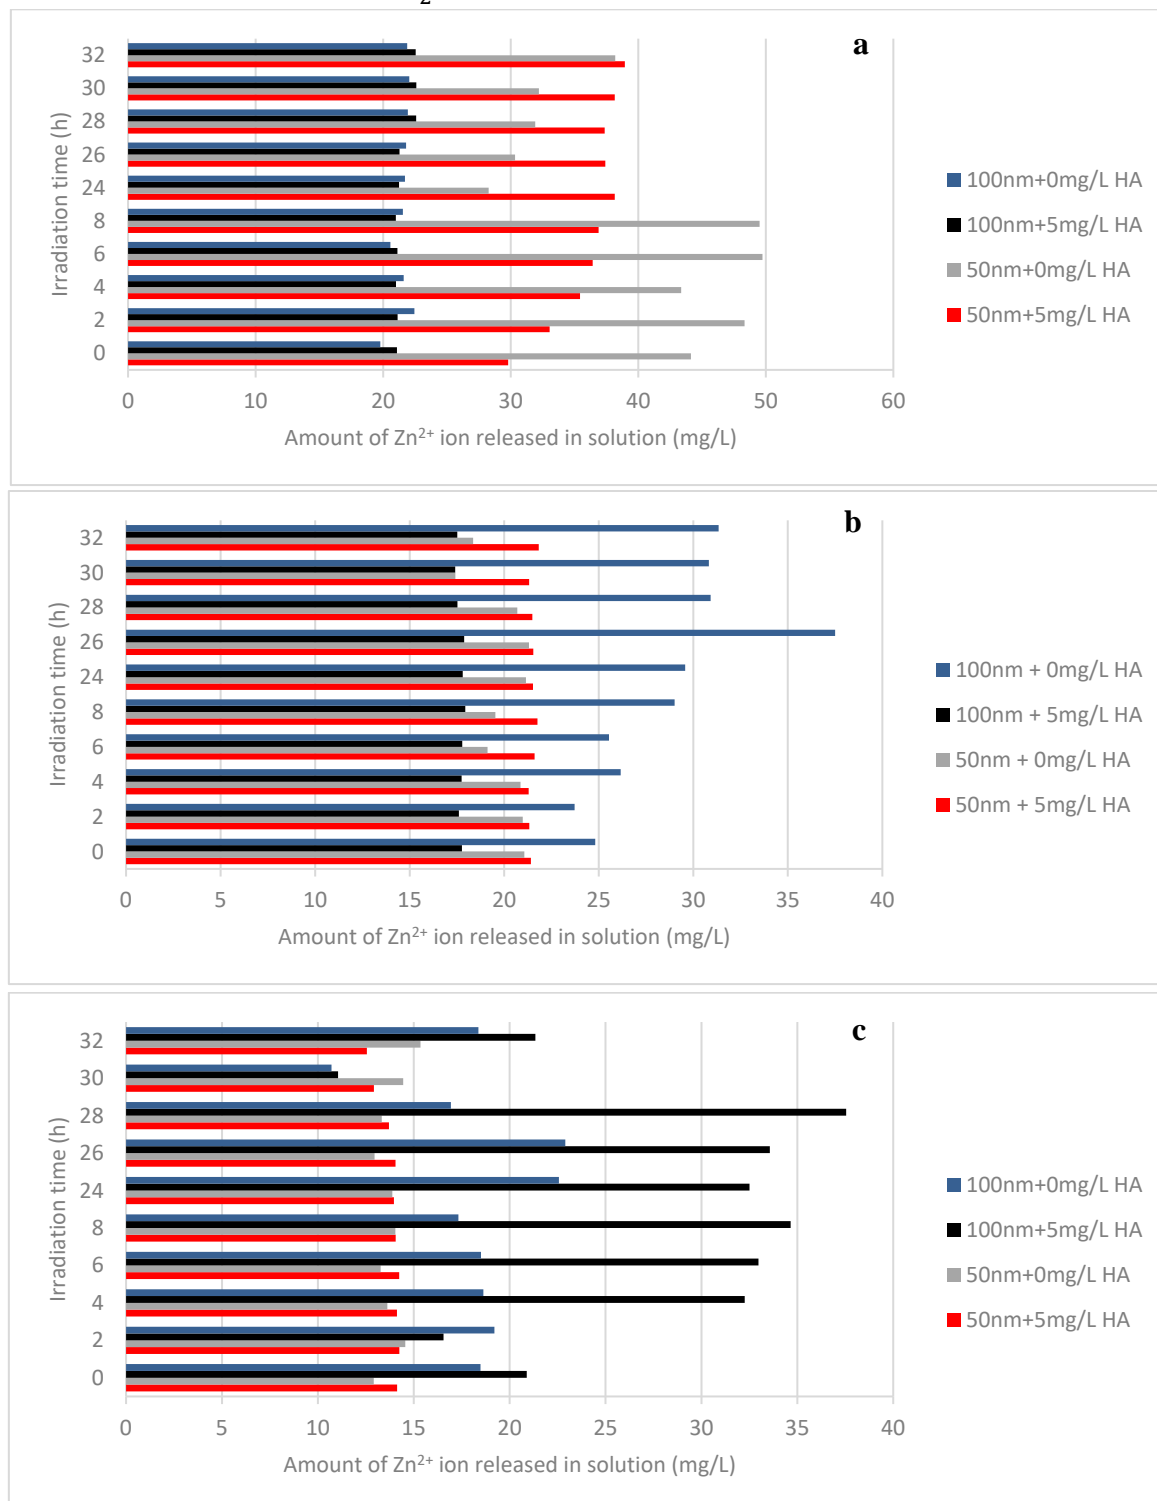 2
a
32
30
28
26
24
8
6
4
2
0
Irradiation time (h)
0 10 20 30 40 50 60
Amount of Zn²⁺ ion released in solution (mg/L)
100nm+0mg/L HA
100nm+5mg/L HA
50nm+0mg/L HA
50nm+5mg/L HA
b
32
30
28
26
24
8
6
4
2
0
Irradiation time (h)
0 5 10 15 20 25 30 35 40
Amount of Zn²⁺ ion released in solution (mg/L)
100nm + 0mg/L HA
100nm + 5mg/L HA
50nm + 0mg/L HA
50nm + 5mg/L HA
c
32
30
28
26
24
8
6
4
2
0
Irradiation time (h)
0 5 10 15 20 25 30 35 40
Amount of Zn²⁺ ion released in solution (mg/L)
100nm+0mg/L HA
100nm+5mg/L HA
50nm+0mg/L HA
50nm+5mg/L HA